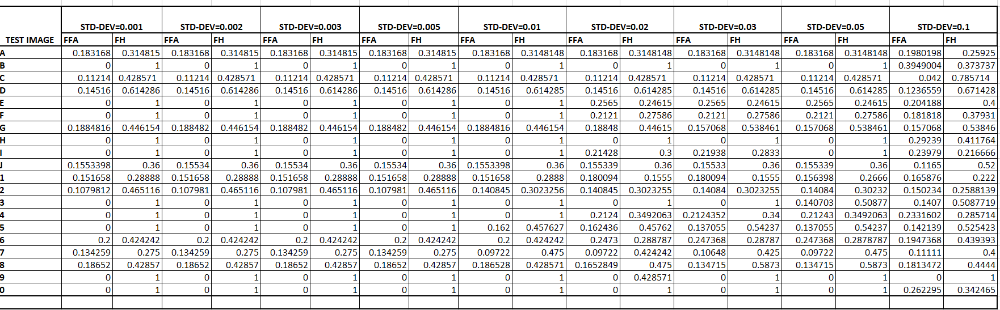 STD-DEV=0.001 STD-DEV=0.002 STD-DEV=0.003 STD-DEV=0.005 STD-DEV=0.01 STD-DEV=0.02 STD-DEV=0.03 STD-DEV=0.05 STD-DEV=0.1
TEST IMAGE FFA FH FFA FH FFA FH FFA FH FFA FH FFA FH FFA FH FFA FH FFA FH
A 0.183168 0.314815 0.183168 0.314815 0.183168 0.314815 0.183168 0.314815 0.183168 0.3148148 0.183168 0.3148148 0.183168 0.3148148 0.183168 0.3148148 0.1980198 0.25925
B 0 1 0 1 0 1 0 1 0 1 0 1 0 1 0 1 0.3949004 0.373737
C 0.11214 0.428571 0.11214 0.428571 0.11214 0.428571 0.11214 0.428571 0.11214 0.428571 0.11214 0.428571 0.11214 0.428571 0.11214 0.428571 0.042 0.785714
D 0.14516 0.614286 0.14516 0.614286 0.14516 0.614286 0.14516 0.614286 0.14516 0.614285 0.14516 0.614285 0.14516 0.614285 0.14516 0.614285 0.1236559 0.671428
E 0 1 0 1 0 1 0 1 0 1 0.2565 0.24615 0.2565 0.24615 0.2565 0.24615 0.204188 0.4
F 0 1 0 1 0 1 0 1 0 1 0.2121 0.27586 0.2121 0.27586 0.2121 0.27586 0.181818 0.37931
G 0.1884816 0.446154 0.188482 0.446154 0.188482 0.446154 0.188482 0.446154 0.1884816 0.446154 0.18848 0.44615 0.157068 0.538461 0.157068 0.538461 0.157068 0.53846
H 0 1 0 1 0 1 0 1 0 1 0 1 0 1 0 1 0.29239 0.411764
I 0 1 0 1 0 1 0 1 0 1 0.21428 0.3 0.21938 0.2833 0 1 0.23979 0.216666
J 0.1553398 0.36 0.15534 0.36 0.15534 0.36 0.15534 0.36 0.1553398 0.36 0.155339 0.36 0.15533 0.36 0.155339 0.36 0.1165 0.52
1 0.151658 0.28888 0.151658 0.28888 0.151658 0.28888 0.151658 0.28888 0.151658 0.2888 0.180094 0.1555 0.180094 0.1555 0.156398 0.2666 0.165876 0.222
2 0.1079812 0.465116 0.107981 0.465116 0.107981 0.465116 0.107981 0.465116 0.140845 0.3023256 0.140845 0.3023255 0.14084 0.3023255 0.14084 0.30232 0.150234 0.2588139
3 0 1 0 1 0 1 0 1 0 1 0 1 0 1 0.140703 0.50877 0.1407 0.5087719
4 0 1 0 1 0 1 0 1 0 1 0.2124 0.3492063 0.2124352 0.34 0.21243 0.3492063 0.2331602 0.285714
5 0 1 0 1 0 1 0 1 0.162 0.457627 0.162436 0.45762 0.137055 0.54237 0.137055 0.54237 0.142139 0.525423
6 0.2 0.424242 0.2 0.424242 0.2 0.424242 0.2 0.424242 0.2 0.424242 0.2473 0.288787 0.247368 0.28787 0.247368 0.2878787 0.1947368 0.439393
7 0.134259 0.275 0.134259 0.275 0.134259 0.275 0.134259 0.275 0.09722 0.475 0.09722 0.424242 0.10648 0.425 0.09722 0.475 0.11111 0.4
8 0.18652 0.42857 0.18652 0.42857 0.18652 0.42857 0.18652 0.42857 0.186528 0.428571 0.1652849 0.475 0.134715 0.5873 0.134715 0.5873 0.1813472 0.4444
9 0 1 0 1 0 1 0 1 0 1 0 0.428571 0 1 0 1 0 1
0 0 1 0 1 0 1 0 1 0 1 0 1 0 1 0 1 0.262295 0.342465